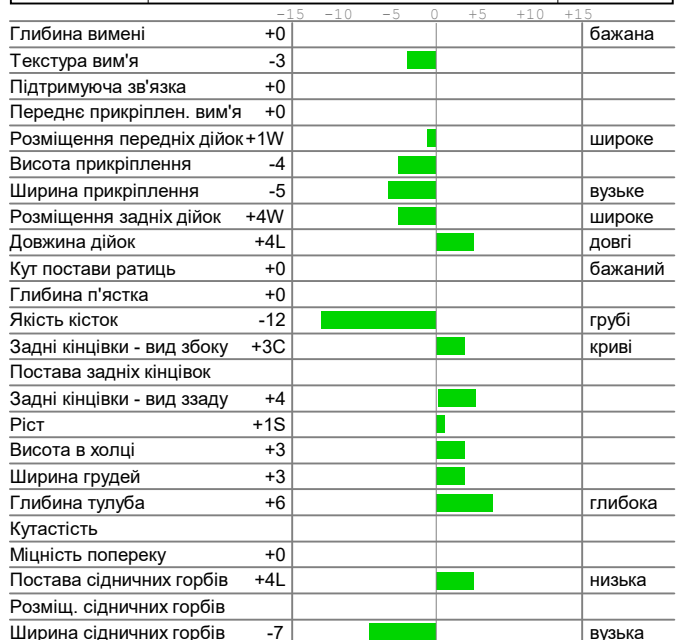 -15 -10 -5 0 +5 +10 +15
Глибина вимені +0 бажана
Текстура вим'я -3
Підтримуюча зв'язка +0
Переднє прикріплен. вим'я +0
Розміщення передніх дійок +1W широке
Висота прикріплення -4
Ширина прикріплення -5 вузьке
Розміщення задніх дійок +4W широке
Довжина дійок +4L довгі
Кут постави ратиць +0 бажаний
Глибина п'ястка +0
Якість кісток -12 грубі
Задні кінцівки - вид збоку +3C криві
Постава задніх кінцівок
Задні кінцівки - вид ззаду +4
Ріст +1S
Висота в холці +3
Ширина грудей +3
Глибина тулуба +6 глибока
Кутастість
Міцність попереку +0
Постава сідничних горбів +4L низька
Розміщ. сідничних горбів
Ширина сідничних горбів -7 вузька